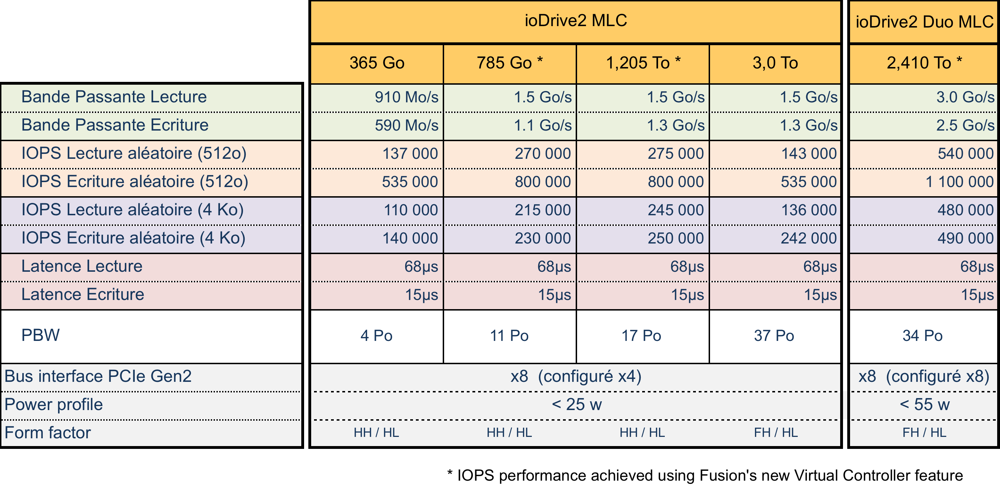 ioDrive2 MLC ioDrive2 Duo MLC
365 Go 785 Go * 1,205 To * 3,0 To 2,410 To *
Bande Passante Lecture 910 Mo/s 1.5 Go/s 1.5 Go/s 1.5 Go/s 3.0 Go/s
Bande Passante Ecriture 590 Mo/s 1.1 Go/s 1.3 Go/s 1.3 Go/s 2.5 Go/s
IOPS Lecture aléatoire (512o) 137 000 270 000 275 000 143 000 540 000
IOPS Ecriture aléatoire (512o) 535 000 800 000 800 000 535 000 1 100 000
IOPS Lecture aléatoire (4 Ko) 110 000 215 000 245 000 136 000 480 000
IOPS Ecriture aléatoire (4 Ko) 140 000 230 000 250 000 242 000 490 000
Latence Lecture 68µs 68µs 68µs 68µs 68µs
Latence Ecriture 15µs 15µs 15µs 15µs 15µs
PBW 4 Po 11 Po 17 Po 37 Po 34 Po
Bus interface PCIe Gen2 x8 (configuré x4) x8 (configuré x8)
Power profile < 25 w < 55 w
Form factor HH / HL HH / HL HH / HL FH / HL FH / HL
* IOPS performance achieved using Fusion's new Virtual Controller feature